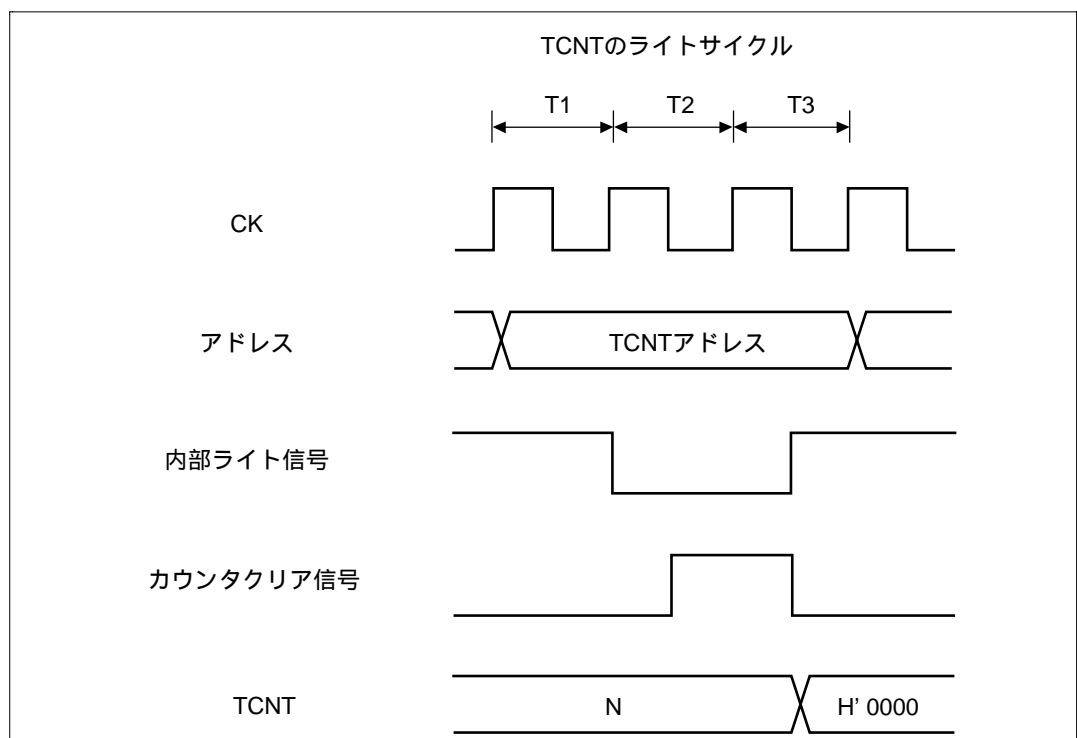 TCNTのライトサイクル
T1 T2 T3
CK
アドレス TCNTアドレス
内部ライト信号
カウンタクリア信号
TCNT N H' 0000